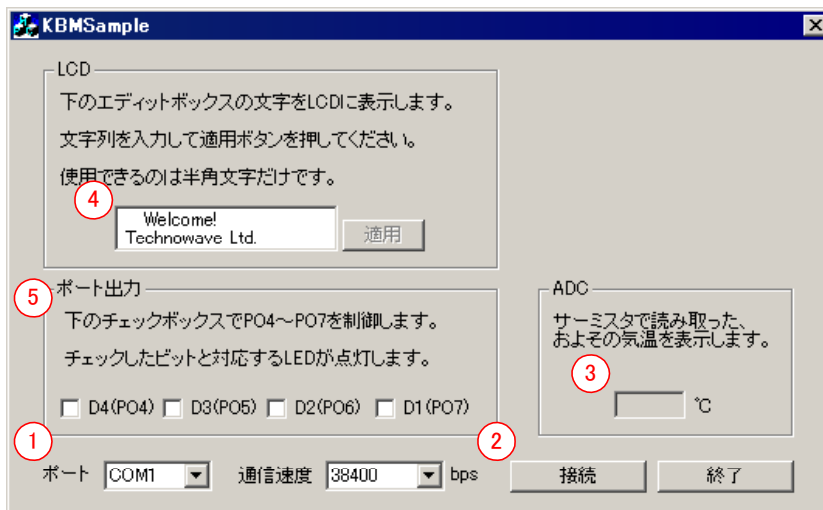 KBMSample
LCD
下のエディットボックスの文字をLCDに表示します。
文字列を入力して適用ボタンを押してください。
使用できるのは半角文字だけです。
4
Welcome!
Technowave Ltd.
適用
5
ポート出力
下のチェックボックスでPO4～PO7を制御します。
チェックしたビットと対応するLEDが点灯します。
D4(PO4) D3(PO5) D2(PO6) D1(PO7)
ADC
サーミスタで読み取った、
およその気温を表示します。
3
℃
1
2
ポート COM1 通信速度 38400 bps 接続 終了